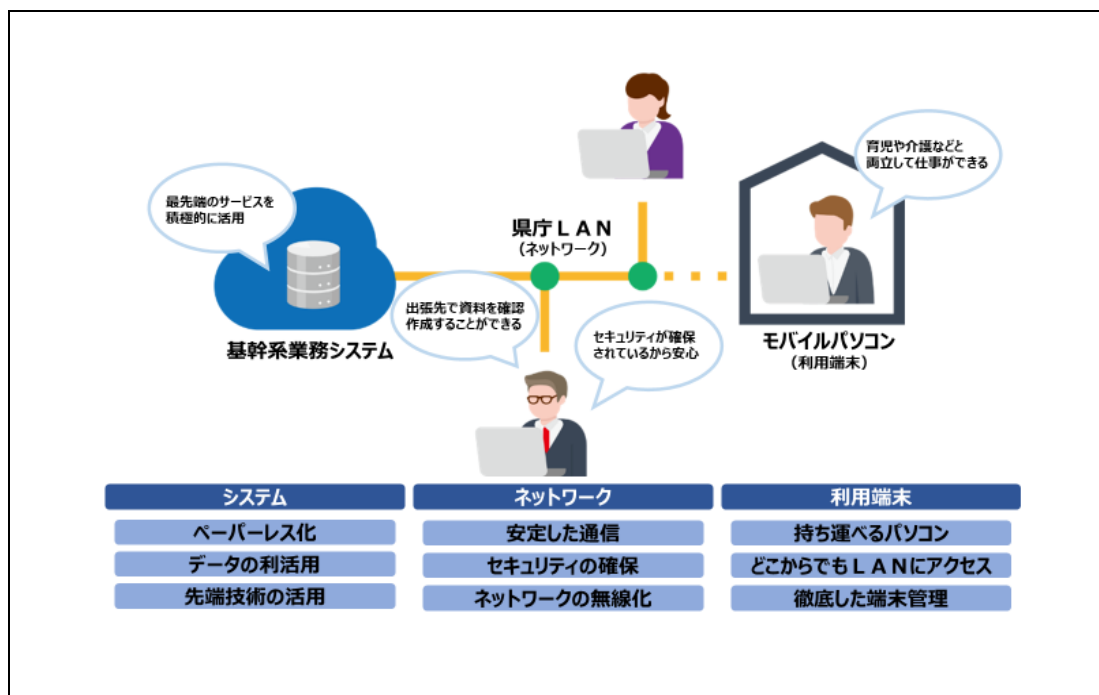 育児や介護などと
両立して仕事ができる
最先端のサービスを
積極的に活用
県庁ＬＡＮ
（ネットワーク）
出張先で資料を確認
作成することができる
セキュリティが確保
されているから安心
基幹系業務システム
モバイルパソコン
（利用端末）
システム
ネットワーク
利用端末
ペーパーレス化
安定した通信
持ち運べるパソコン
データの利活用
セキュリティの確保
どこからでもＬＡＮにアクセス
先端技術の活用
ネットワークの無線化
徹底した端末管理